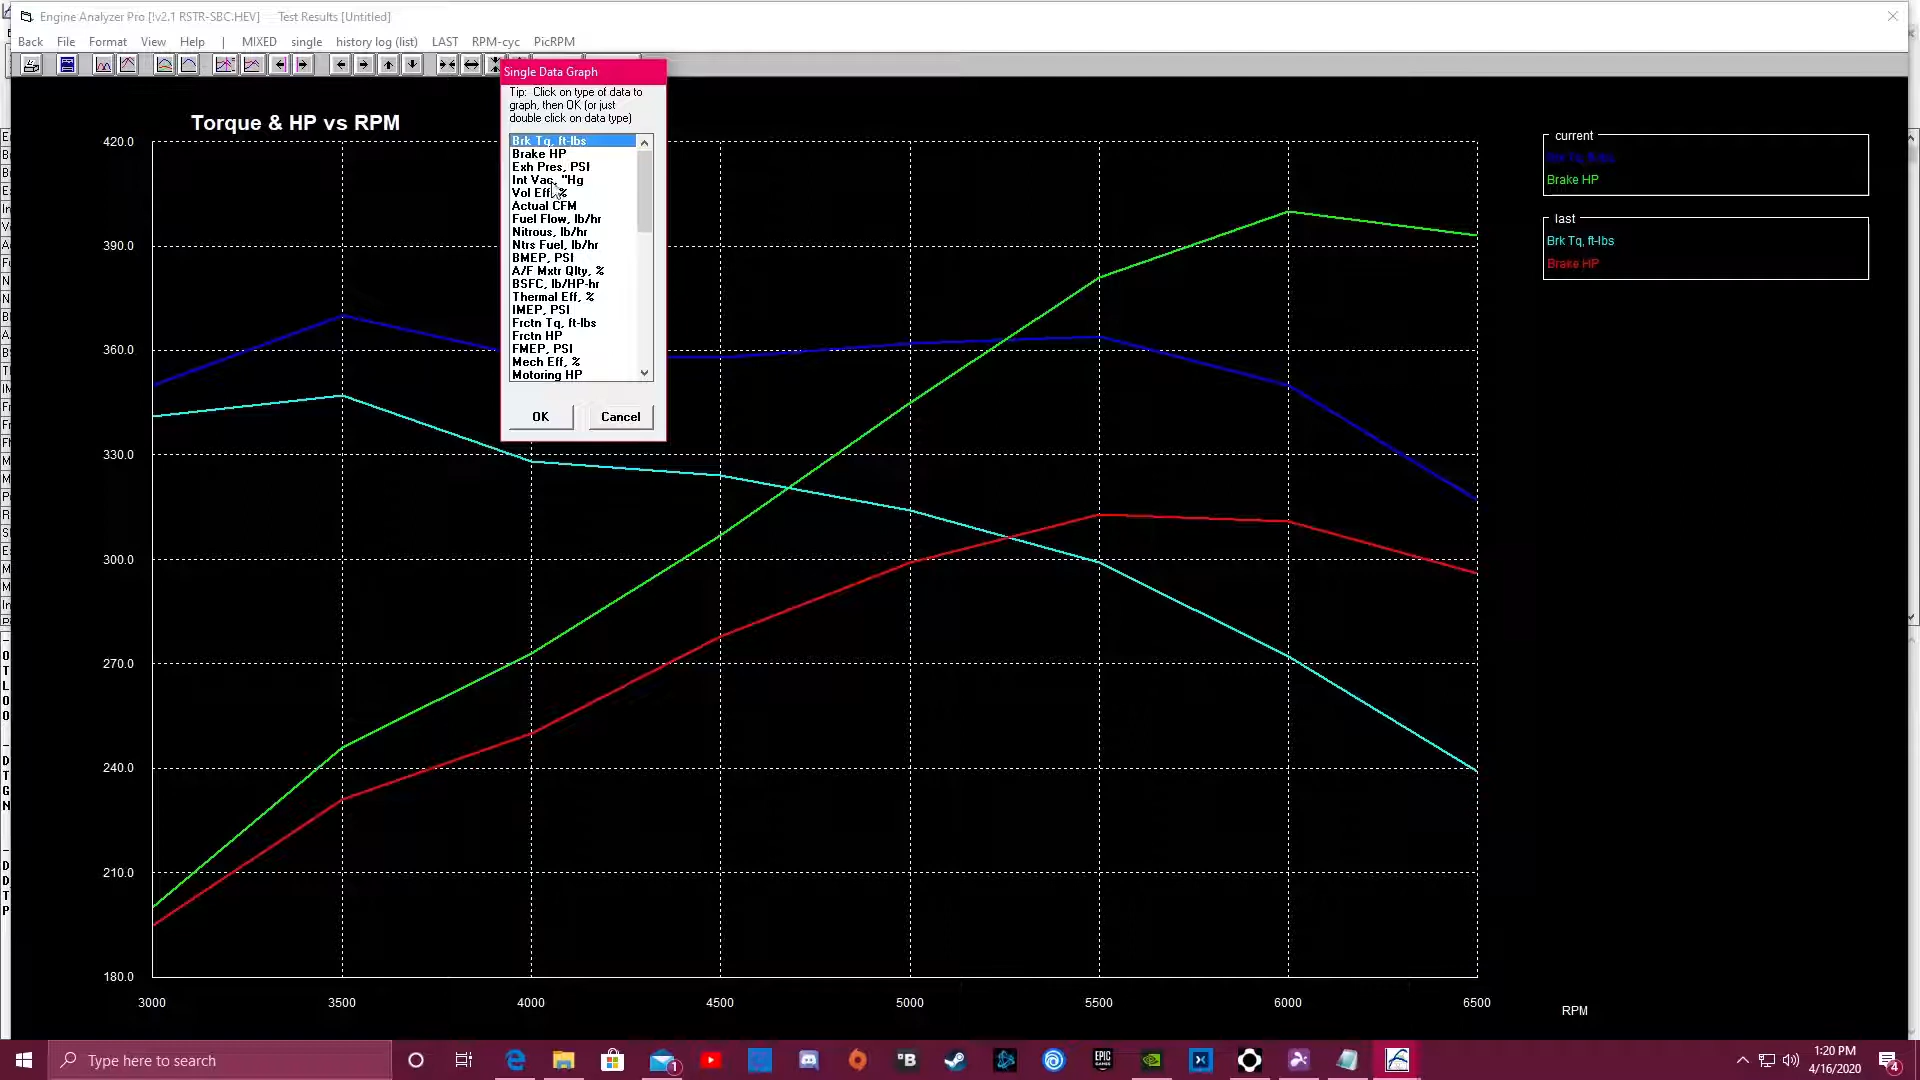 Engine Analyzer Pro [!v2.1 RSTR-SBC.HEV] Test Results [Untitled]
Back File Format View Help | MIXED single history log (list) LAST RPM-cyc PicRPM
Single Data Graph
Tip: Click on type of data to
graph, then OK (or just
double click on data type)
Brk Tq, ft-lbs
Brake HP
Exh Pres, PSI
Int Vac, "Hg
Vol Eff, %
Actual CFM
Fuel Flow, lb/hr
Nitrous, lb/hr
Ntrs Fuel, lb/hr
BMEP, PSI
A/F Mxtr Qlty, %
BSFC, lb/HP-hr
Thermal Eff, %
IMEP, PSI
Frctn Tq, ft-lbs
Frctn HP
FMEP, PSI
Mech Eff, %
Motoring HP
OK Cancel
Torque & HP vs RPM
420.0
390.0
360.0
330.0
300.0
270.0
240.0
210.0
180.0
3000 3500 4000 4500 5000 5500 6000 6500
RPM
current
Brk Tq, ft-lbs
Brake HP
last
Brk Tq, ft-lbs
Brake HP
Type here to search
1
B
EPIC
GAMES
1:20 PM
4/16/2020
4